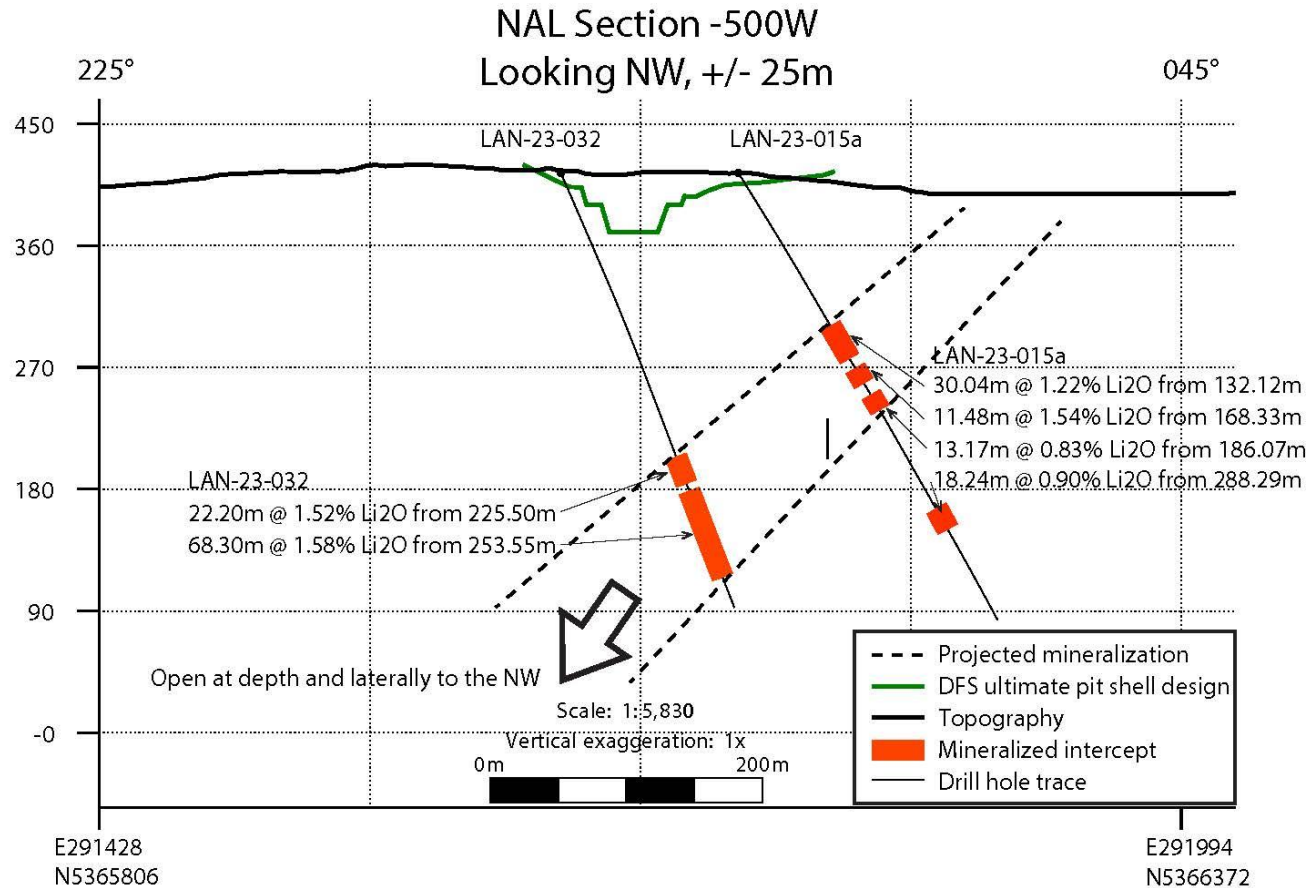 NAL Section -500W
Looking NW, +/- 25m
225°
045°
450
LAN-23-032
LAN-23-015a
360
270
LAN-23-015a
30.04m @ 1.22% Li2O from 132.12m
11.48m @ 1.54% Li2O from 168.33m
13.17m @ 0.83% Li2O from 186.07m
18.24m @ 0.90% Li2O from 288.29m
180
LAN-23-032
22.20m @ 1.52% Li2O from 225.50m
68.30m @ 1.58% Li2O from 253.55m
90
Open at depth and laterally to the NW
-0
Scale: 1:5,830
Vertical exaggeration: 1x
0m
200m
Projected mineralization
DFS ultimate pit shell design
Topography
Mineralized intercept
Drill hole trace
E291428
N5365806
E291994
N5366372